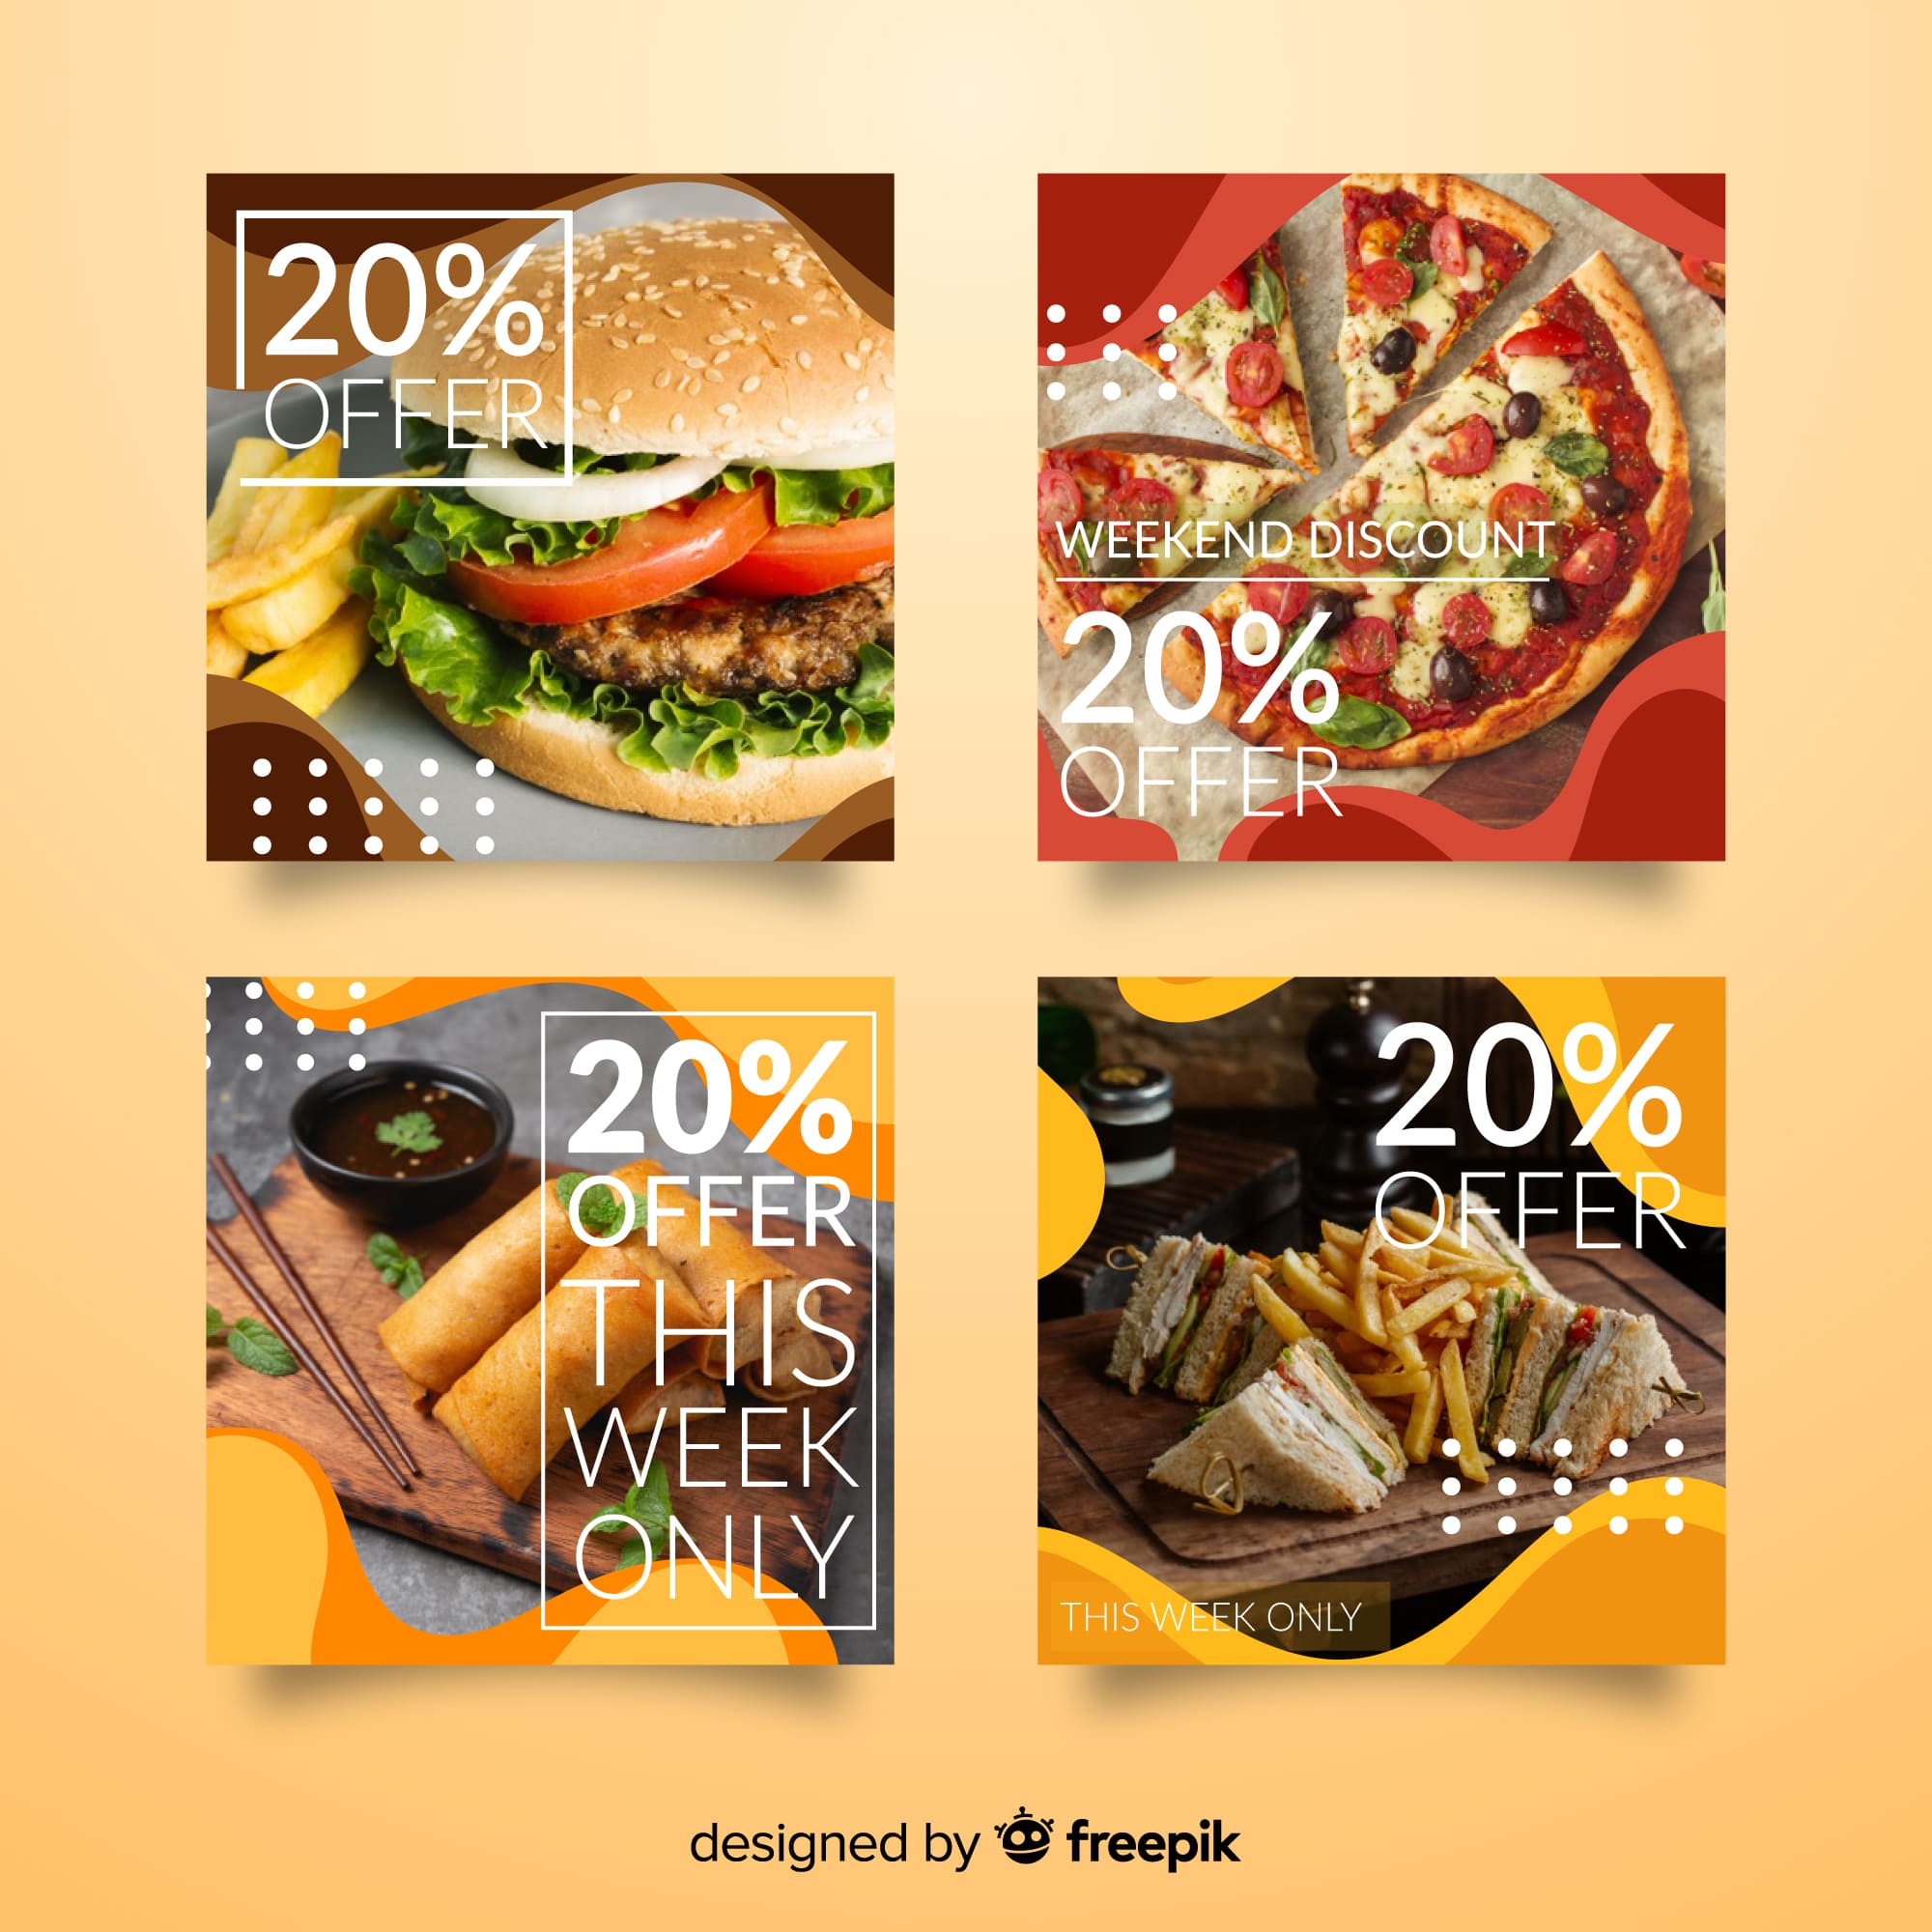 20%
OFFER
WEEKEND DISCOUNT
20%
OFFER
20%
OFFER
THIS
WEEK
ONLY
20%
OFFER
THIS WEEK ONLY
designed by freepik